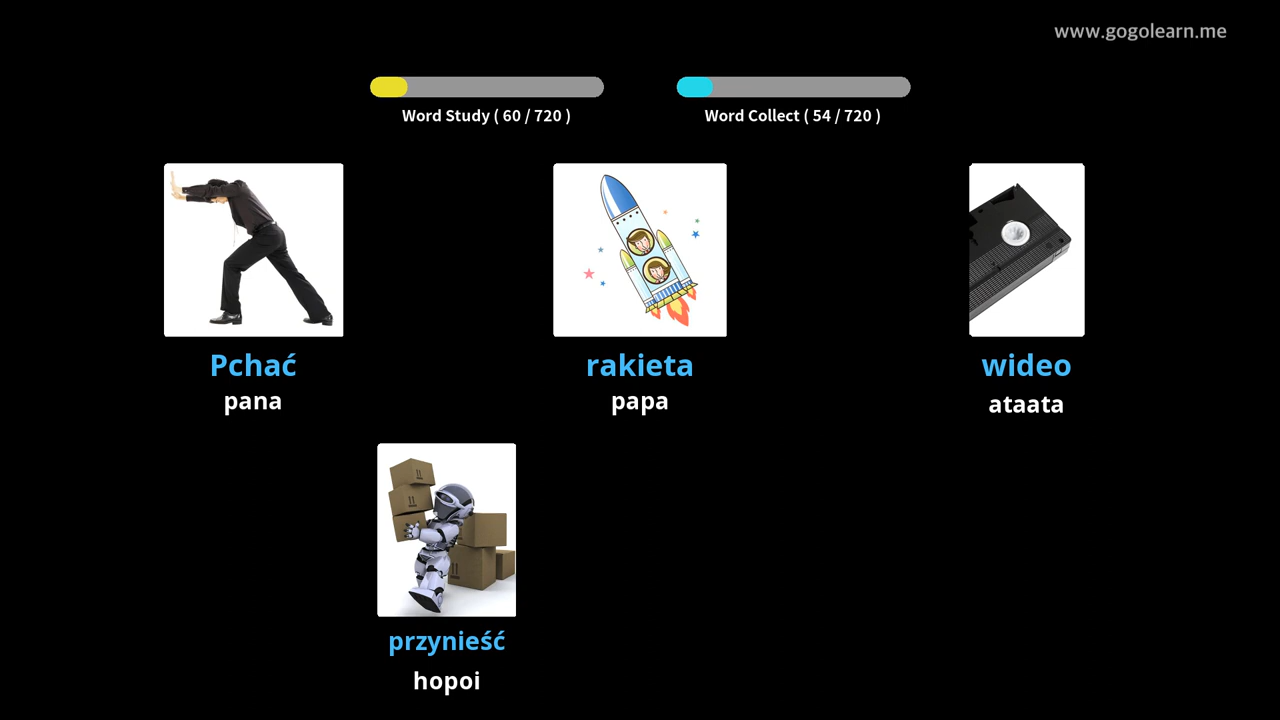 www.gogolearn.me
Word Study ( 60 / 720 )
Word Collect ( 54 / 720 )
Pchać
pana
rakieta
papa
wideo
ataata
przynieść
hopoi